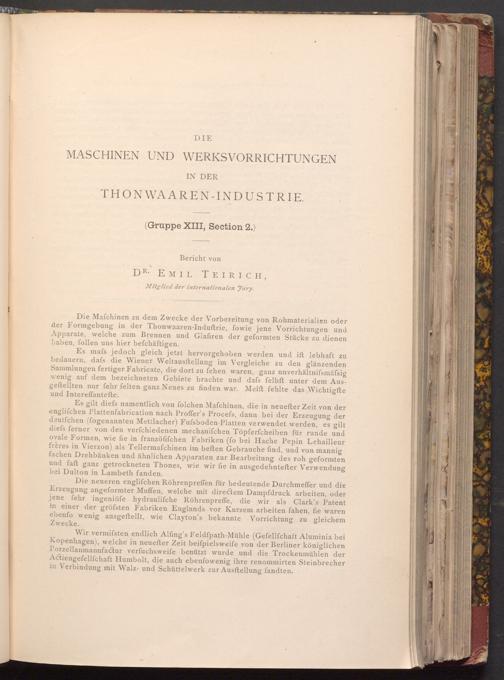 DIE
MASCHINEN UND WERKSVORRICHTUNGEN
IN DER
THONWAAREN-INDUSTRIE.
(Gruppe XIII, Section 2.)
Bericht von
DR. EMIL TEIRICH,
Mitglied der internationalen Jury.
Die Maſchinen zu dem Zwecke der Vorbereitung von Rohmaterialien oder
der Formgebung in der Thonwaaren-Induſtrie, ſowie jene Vorrichtungen und
Apparate, welche zum Brennen und Glaſiren der geformten Stücke zu dienen
haben, ſollen uns hier beſchäftigen.
Es muſs jedoch gleich jetzt hervorgehoben werden und iſt lebhaft zu
bedauern, daſs die Wiener Weltausſtellung im Vergleiche zu den glänzenden
Sammlungen fertiger Fabricate, die dort zu ſehen waren, ganz unverhältniſsmäſsig
wenig auf dem bezeichneten Gebiete brachte und daſs ſelbſt unter dem Aus-
geſtellten nur ſehr ſelten ganz Neues zu finden war. Meiſt fehlte das Wichtigſte
und Intereſſanteſte.
Es gilt dieſs namentlich von ſolchen Maſchinen, die in neueſter Zeit von der
engliſchen Plattenfabrication nach Proſſer's Proceſs, dann bei der Erzeugung der
deutſchen (ſogenannten Mettlacher) Fuſsboden-Platten verwendet werden, es gilt
dieſs ferner von den verſchiedenen mechaniſchen Töpferſcheiben für runde und
ovale Formen, wie ſie in franzöſiſchen Fabriken (ſo bei Hache Pepin Lehailleur
frères in Vierzon) als Tellermaſchinen im beſten Gebrauche ſind, und von mannig-
fachen Drehbänken und ähnlichen Apparaten zur Bearbeitung des roh geformten
und faſt ganz getrockneten Thones, wie wir ſie in ausgedehnteſter Verwendung
bei Dulton in Lambeth fanden.
Die neueren engliſchen Röhrenpreſſen für bedeutende Durchmeſſer und die
Erzeugung angeformter Muffen, welche mit directem Dampfdruck arbeiten, oder
jene ſehr ingeniöſe hydrauliſche Röhrenpreſſe, die wir als Clark's Patent
in einer der gröſsten Fabriken Englands vor Kurzem arbeiten ſahen, ſie waren
ebenſo wenig ausgeſtellt, wie Clayton's bekannte Vorrichtung zu gleichem
Zwecke.
Wir vermiſsten endlich Alſing's Feldſpath-Mühle (Geſellſchaft Aluminia bei
Kopenhagen), welche in neueſter Zeit beiſpielsweiſe von der Berliner königlichen
Porzellanmanufactur verſuchsweiſe benützt wurde und die Trockenmühlen der
Actiengeſellſchaft Humbolt, die auch ebenſowenig ihre renommirten Steinbrecher
in Verbindung mit Walz- und Schüttelwerk zur Ausſtellung ſandten.